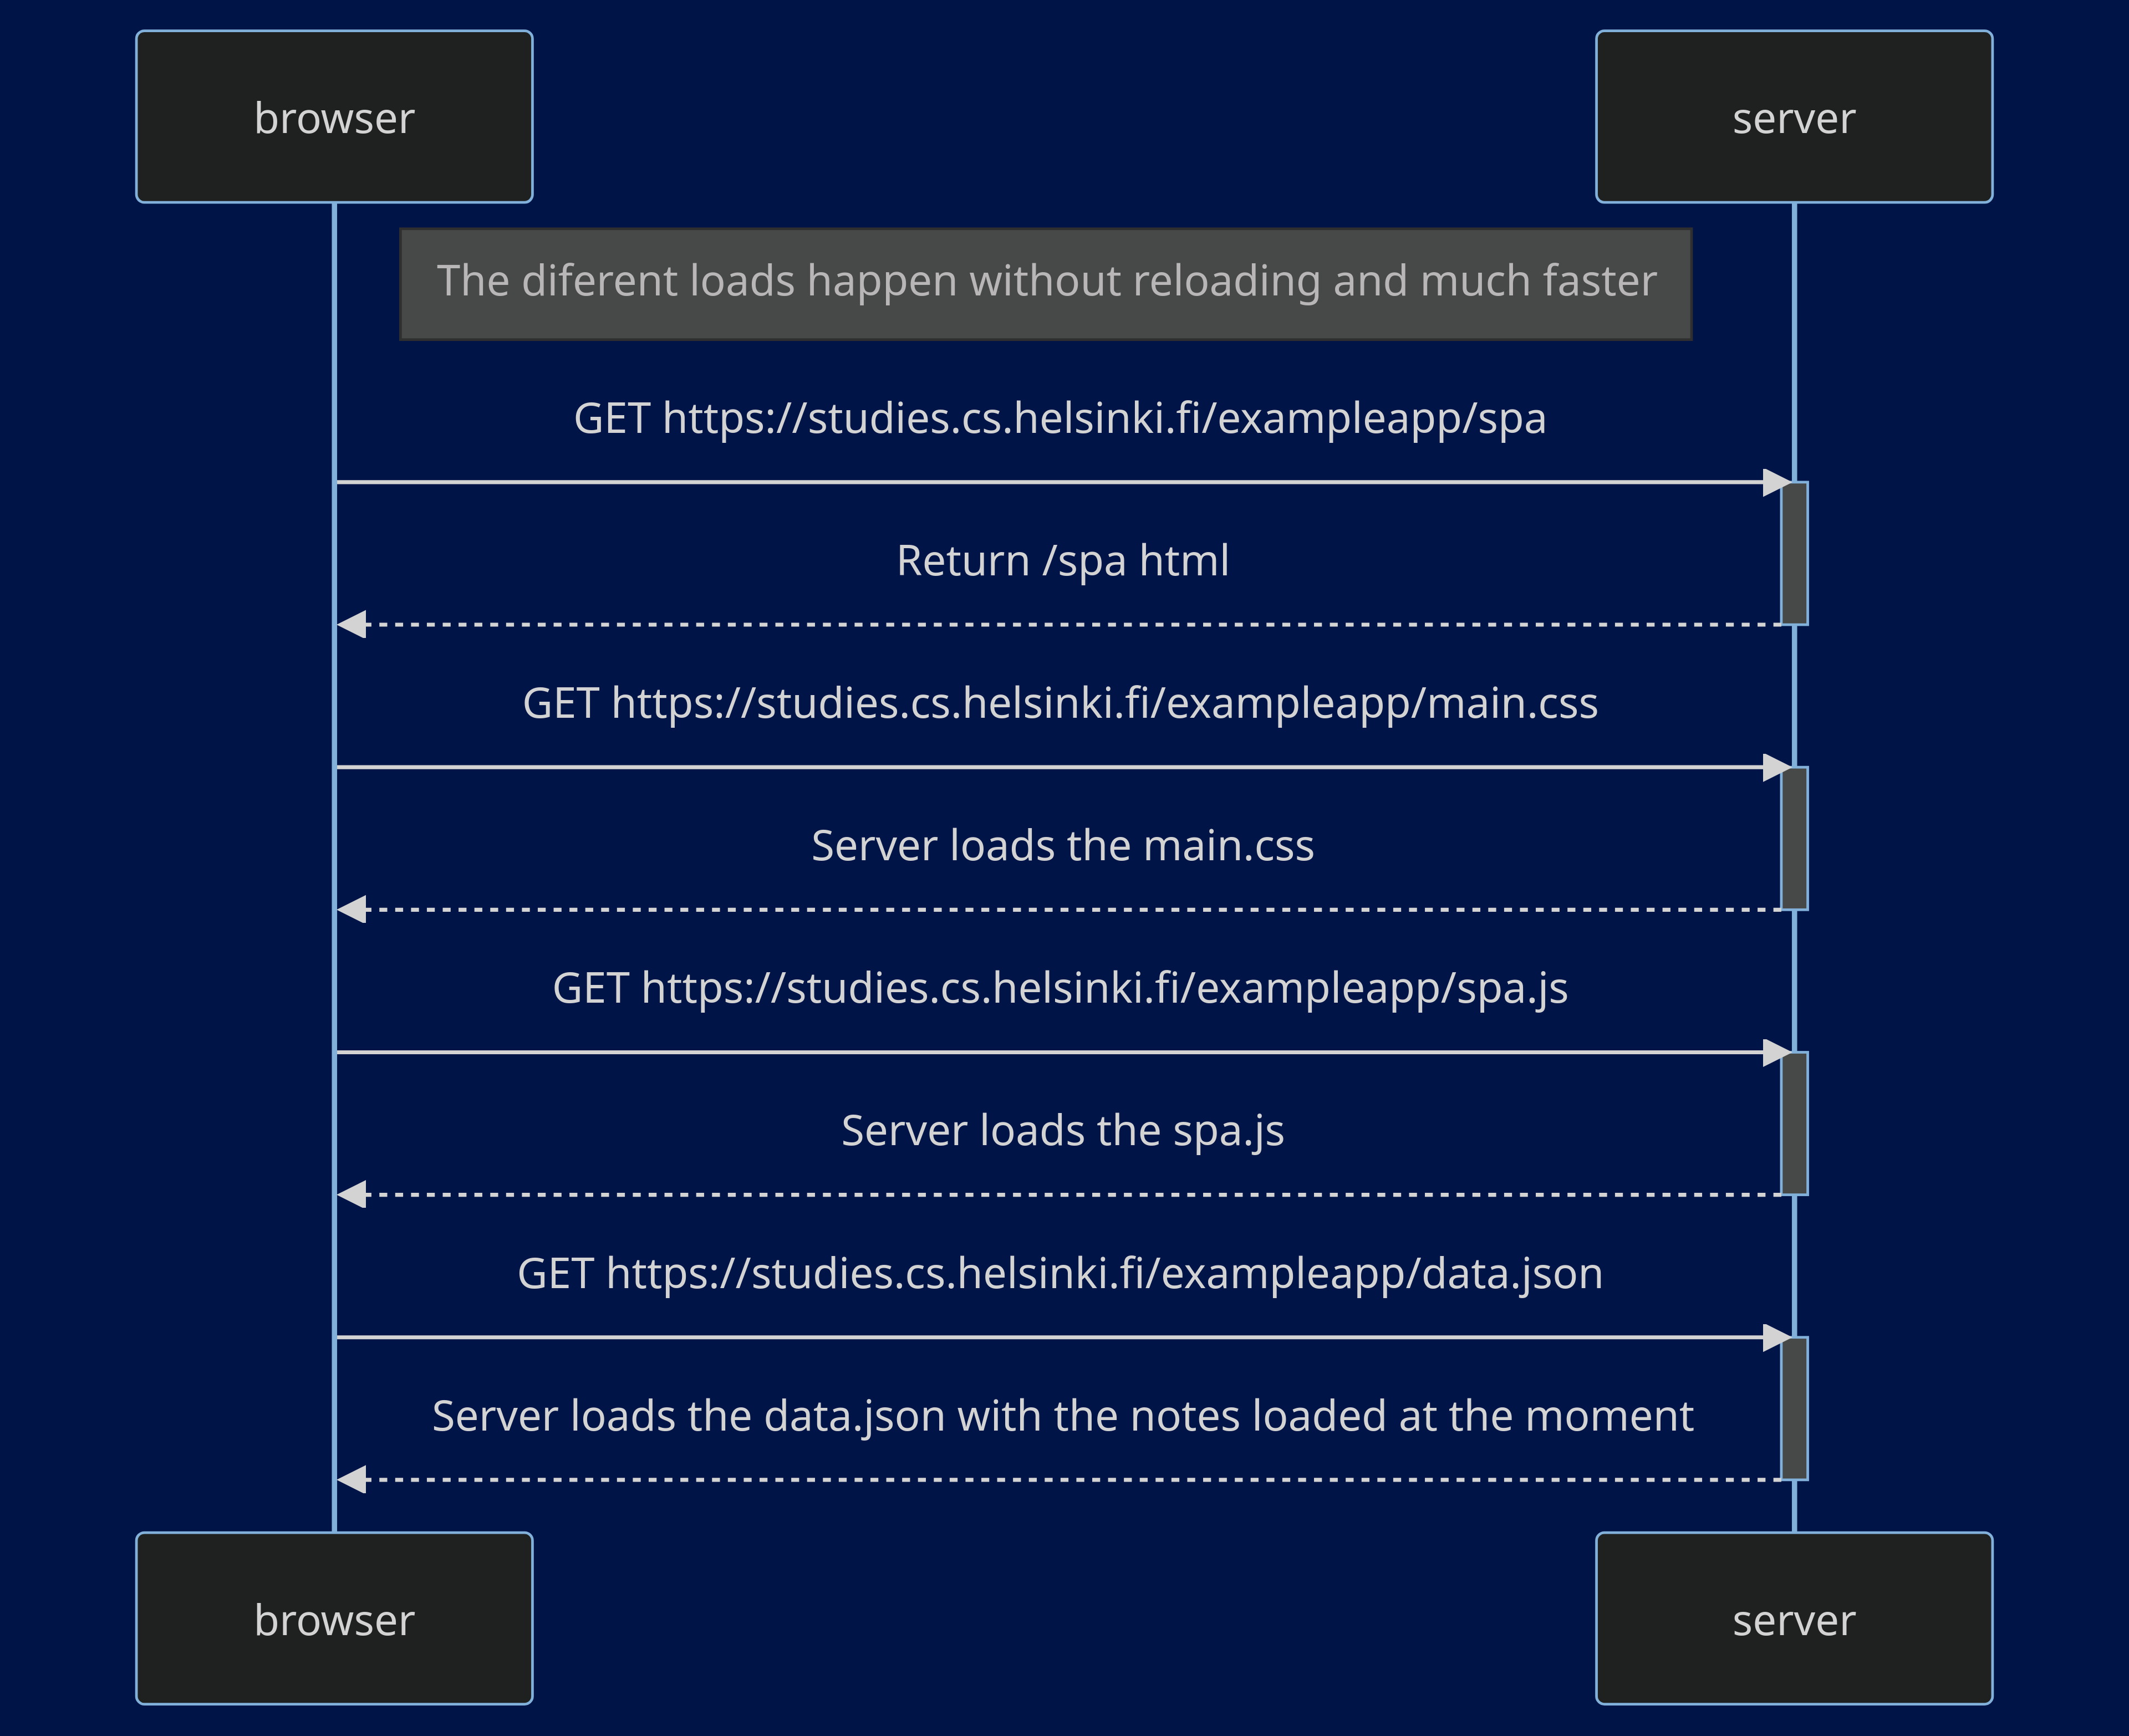 browser
server
The diferent loads happen without reloading and much faster
GET https://studies.cs.helsinki.fi/exampleapp/spa
Return /spa html
GET https://studies.cs.helsinki.fi/exampleapp/main.css
Server loads the main.css
GET https://studies.cs.helsinki.fi/exampleapp/spa.js
Server loads the spa.js
GET https://studies.cs.helsinki.fi/exampleapp/data.json
Server loads the data.json with the notes loaded at the moment
browser
server